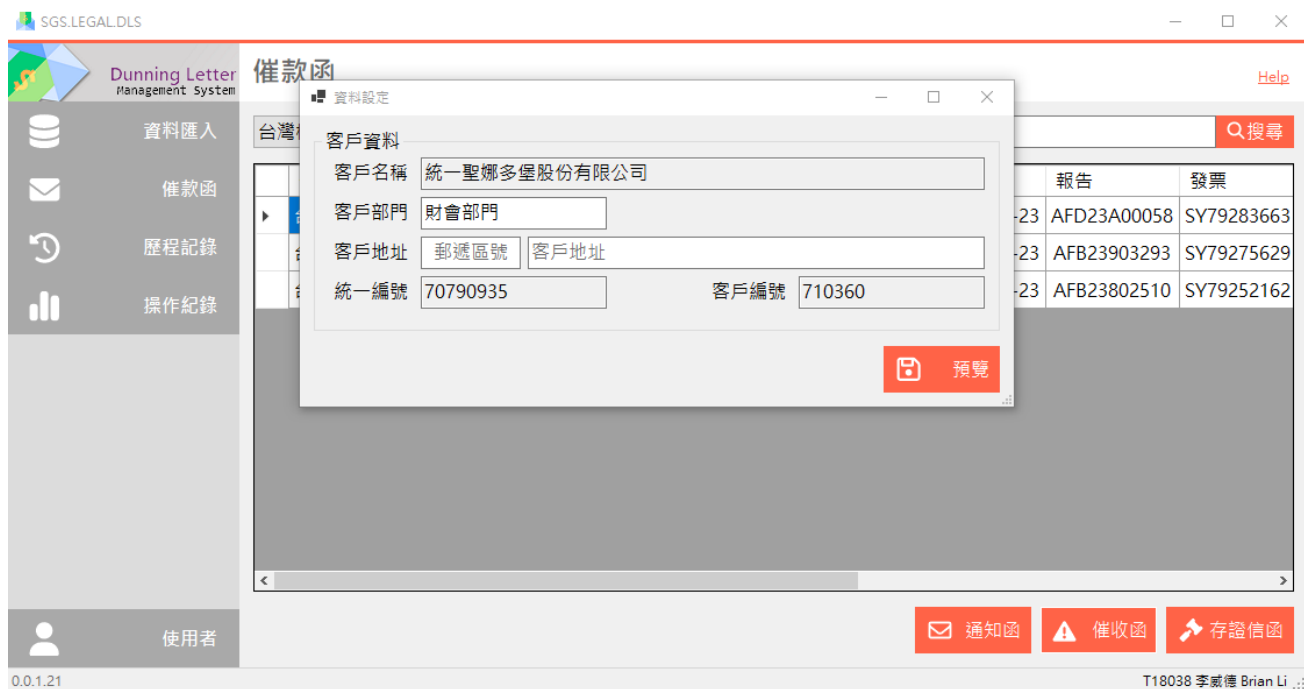 SGS.LEGAL.DLS
Dunning Letter
Management System
催款函
Help
資料匯入
催款函
歷程記錄
操作紀錄
使用者
台灣
搜尋
報告 發票
-23 AFD23A00058 SY79283663
-23 AFB23903293 SY79275629
-23 AFB23802510 SY79252162
資料設定
客戶資料
客戶名稱 統一聖娜多堡股份有限公司
客戶部門 財會部門
客戶地址 郵遞區號 客戶地址
統一編號 70790935 客戶編號 710360
預覽
通知函 催收函 存證信函
0.0.1.21
T18038 李威德 Brian Li